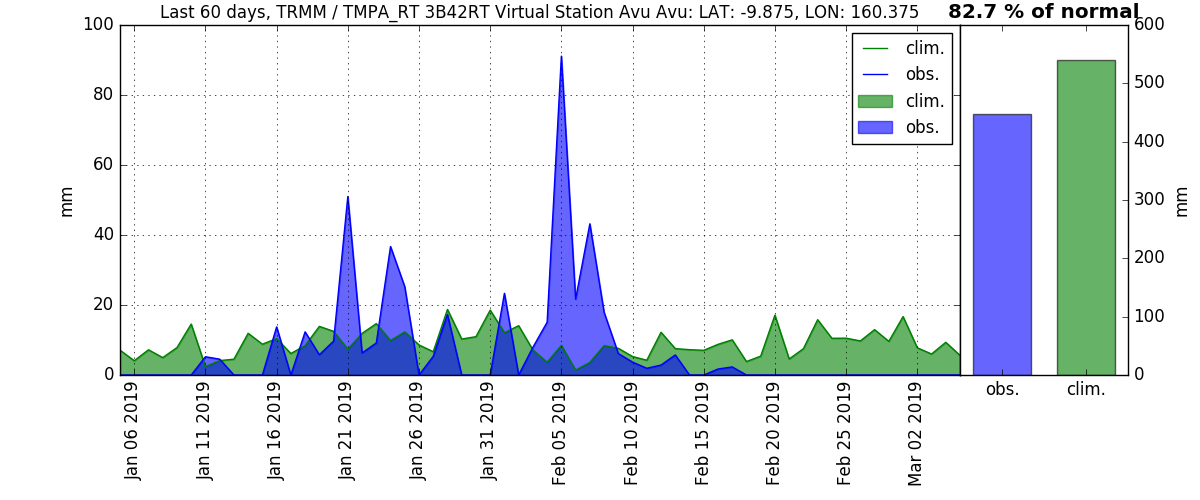 Last 60 days, TRMM / TMPA_RT 3B42RT Virtual Station Avu Avu: LAT: -9.875, LON: 160.375
82.7 % of normal
100
80
60
40
20
0
mm
clim.
obs.
clim.
obs.
Jan 06 2019
Jan 11 2019
Jan 16 2019
Jan 21 2019
Jan 26 2019
Jan 31 2019
Feb 05 2019
Feb 10 2019
Feb 15 2019
Feb 20 2019
Feb 25 2019
Mar 02 2019
600
500
400
300
200
100
0
mm
obs.
clim.